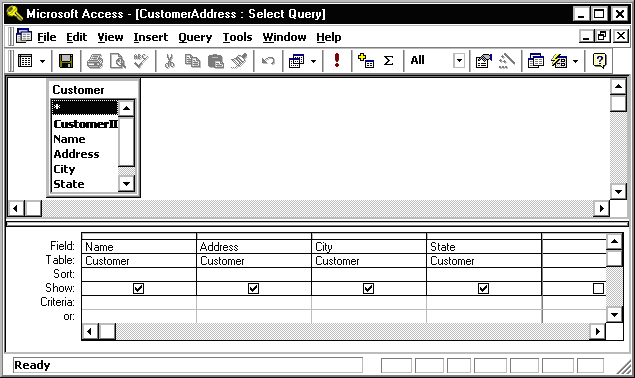 Microsoft Access - [CustomerAddress : Select Query]
File Edit View Insert Query Tools Window Help
All
Customer
*
CustomerII
Name
Address
City
State
Field: Name Address City State
Table: Customer Customer Customer Customer
Sort:
Show:
Criteria:
or:
Ready